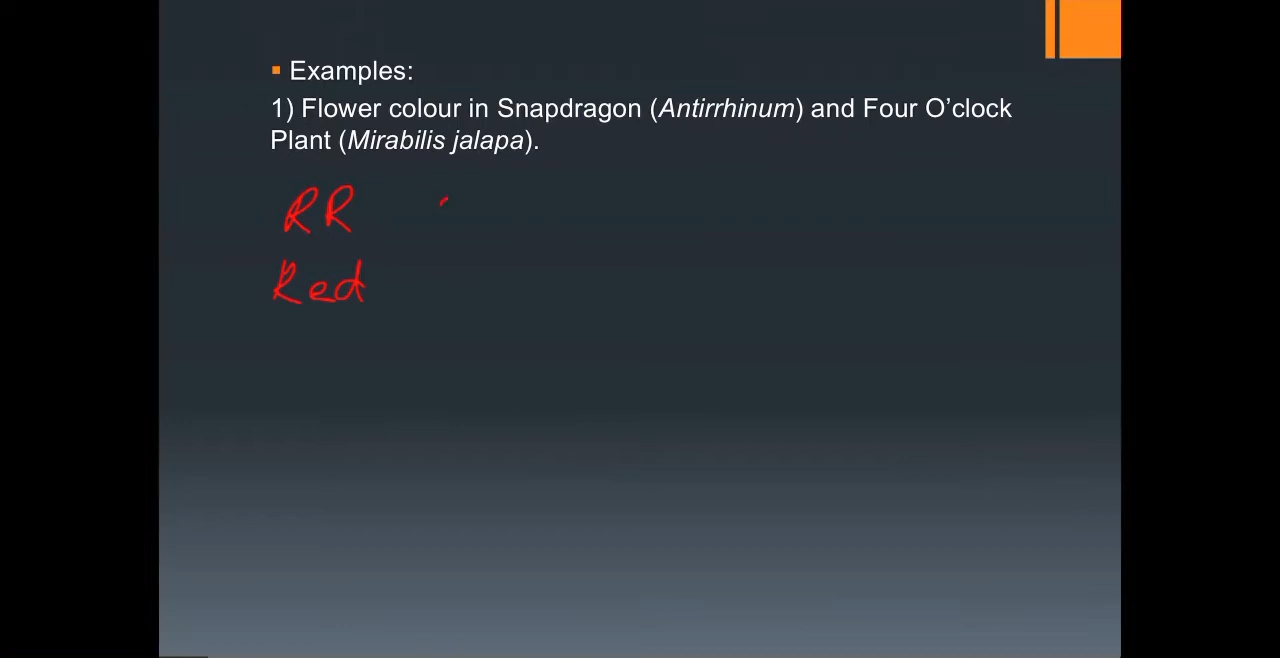 Examples:
1) Flower colour in Snapdragon (Antirrhinum) and Four O’clock
Plant (Mirabilis jalapa).
RR
Red